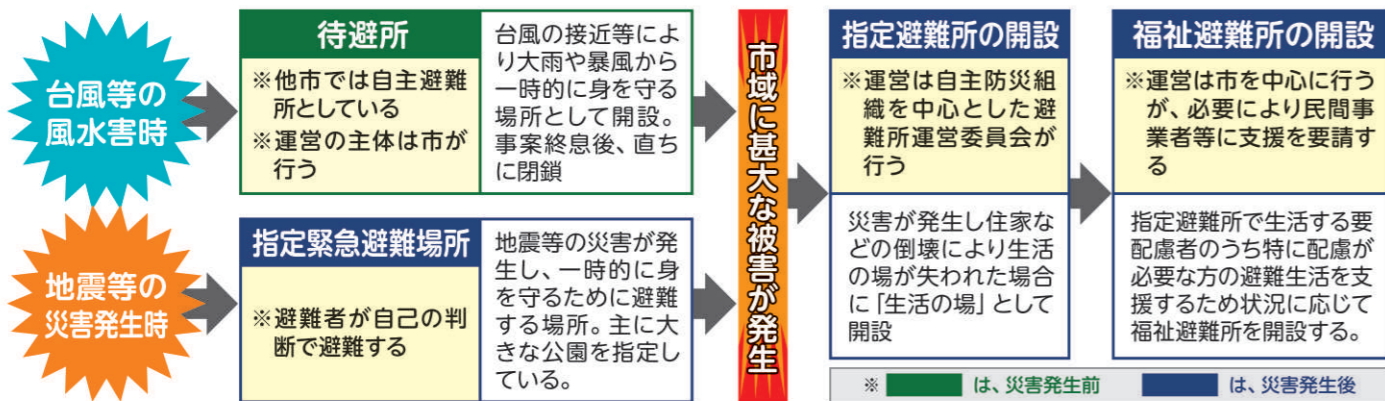 台風等の
風水害時
待避所
※他市では自主避難
所としている
※運営の主体は市が
行う
台風の接近等によ
り大雨や暴風から
一時的に身を守る
場所として開設。
事案終息後、直ち
に閉鎖
地震等の
災害発生時
指定緊急避難場所
※避難者が自己の判
断で避難する
地震等の災害が発
生し、一時的に身
を守るために避難
する場所。主に大
きな公園を指定し
ている。
市域に甚大な被害が発生
指定避難所の開設
※運営は自主防災組
織を中心とした避
難所運営委員会が
行う
災害が発生し住家な
どの倒壊により生活
の場が失われた場合
に「生活の場」として
開設
福祉避難所の開設
※運営は市を中心に行う
が、必要により民間事
業者等に支援を要請す
る
指定避難所で生活する要
配慮者のうち特に配慮が
必要な方の避難生活を支
援するため状況に応じて
福祉避難所を開設する。
※ は、災害発生前 は、災害発生後